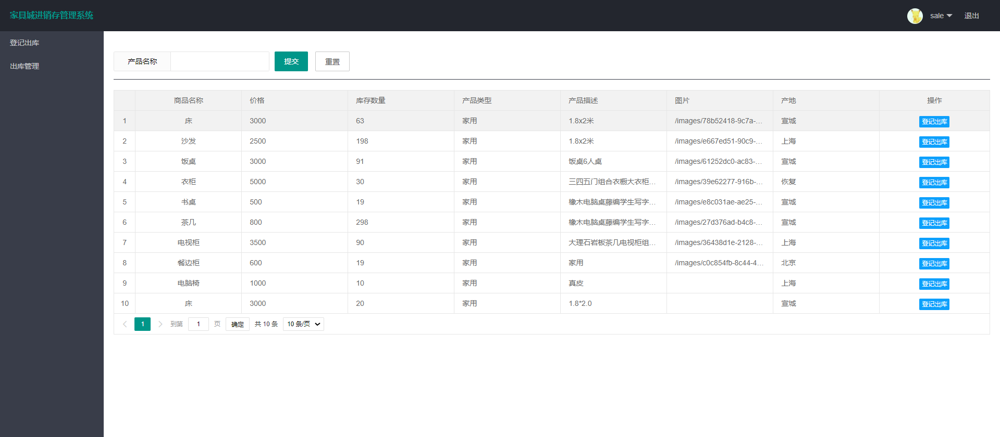 家具城进销存管理系统
sale 退出
登记出库
出库管理
产品名称 提交 重置
商品名称 价格 库存数量 产品类型 产品描述 图片 产地 操作
1 床 3000 63 家用 1.8x2米 /images/78b52418-9c7a-... 宣城 登记出库
2 沙发 2500 198 家用 1.8x2米 /images/e667ed51-90c9-... 上海 登记出库
3 饭桌 3000 91 家用 饭桌6人桌 /images/61252dc0-ac83-... 宣城 登记出库
4 衣柜 5000 30 家用 三四五门组合衣橱大衣柜... /images/39e62277-916b-... 恢复 登记出库
5 书桌 500 19 家用 橡木电脑桌藤编学生写字... /images/e8c031ae-ae25-... 宣城 登记出库
6 茶几 800 298 家用 橡木电脑桌藤编学生写字... /images/27d376ad-b4c8-... 宣城 登记出库
7 电视柜 3500 90 家用 大理石岩板茶几电视柜组... /images/36438d1e-2128-... 上海 登记出库
8 餐边柜 600 19 家用 家用 /images/c0c854fb-8c44-4... 北京 登记出库
9 电脑椅 1000 10 家用 真皮 上海 登记出库
10 床 3000 20 家用 1.8*2.0 宣城 登记出库
1 到第 1 页 确定 共 10 条 10 条/页